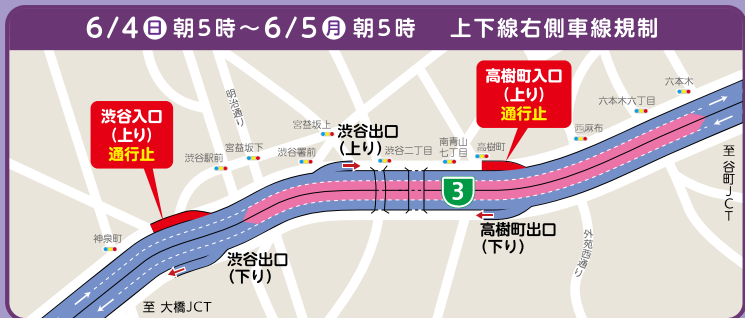 6/4日朝5時～6/5月朝5時 上下線右側車線規制
渋谷入口
(上り)
通行止
高樹町入口
(上り)
通行止
明治通り
六本木
六本木六丁目
西麻布
宮益坂上
渋谷出口
(上り)
宮益坂下
渋谷駅前
渋谷署前
渋谷二丁目
南青山
七丁目
高樹町
3
至 谷町JCT
神泉町
渋谷出口
(下り)
高樹町出口
(下り)
外苑西通り
至 大橋JCT